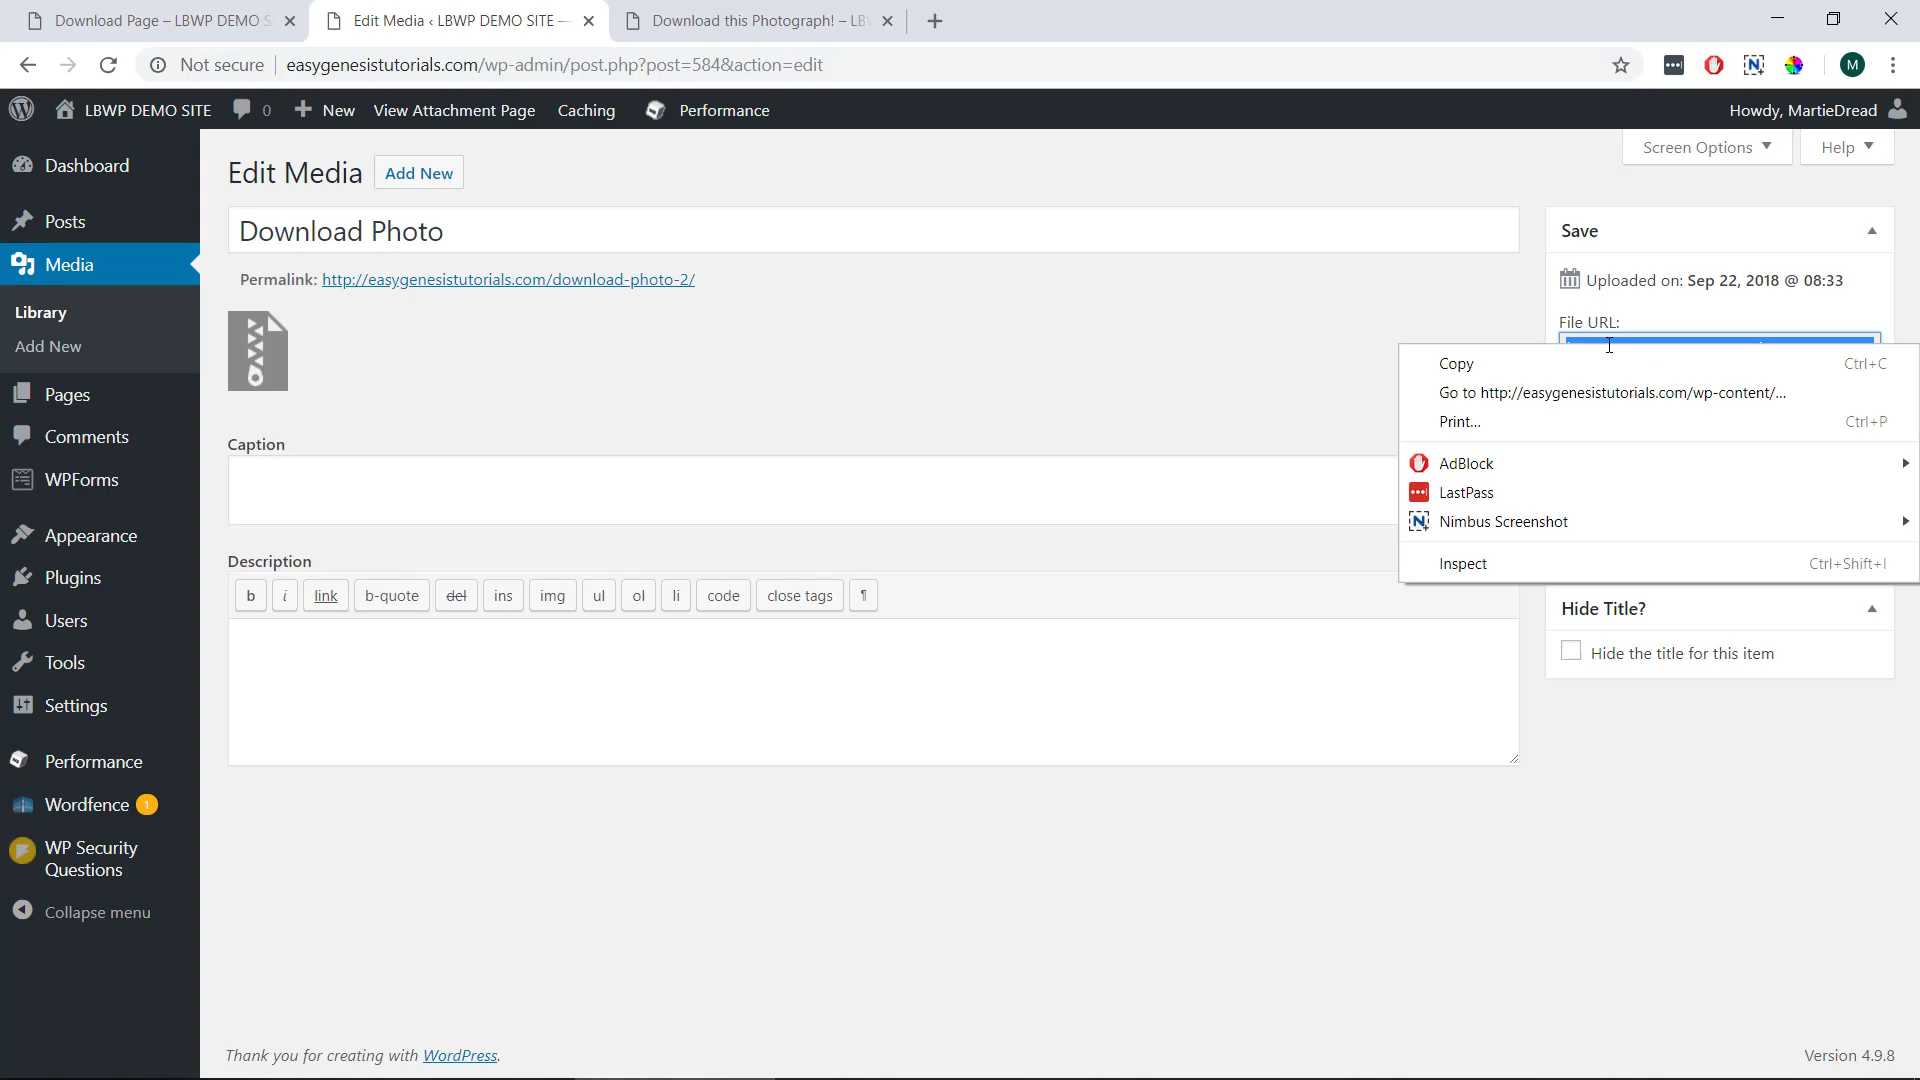 Download Page – LBWP DEMO S
Edit Media ‹ LBWP DEMO SITE —
Download this Photograph! – LB
Not secure
easygenesistutorials.com/wp-admin/post.php?post=584&action=edit
M
LBWP DEMO SITE
0
New
View Attachment Page
Caching
Performance
Howdy, MartieDread
Dashboard
Posts
Media
Library
Add New
Pages
Comments
WPForms
Appearance
Plugins
Users
Tools
Settings
Performance
Wordfence 1
WP Security
Questions
Collapse menu
Screen Options
Help
Edit Media
Add New
Download Photo
Permalink: http://easygenesistutorials.com/download-photo-2/
Caption
Description
b
i
link
b-quote
del
ins
img
ul
ol
li
code
close tags
¶
Save
Uploaded on: Sep 22, 2018 @ 08:33
File URL:
Copy Ctrl+C
Go to http://easygenesistutorials.com/wp-content/...
Print... Ctrl+P
AdBlock
LastPass
Nimbus Screenshot
Inspect Ctrl+Shift+I
Hide Title?
Hide the title for this item
Thank you for creating with WordPress.
Version 4.9.8